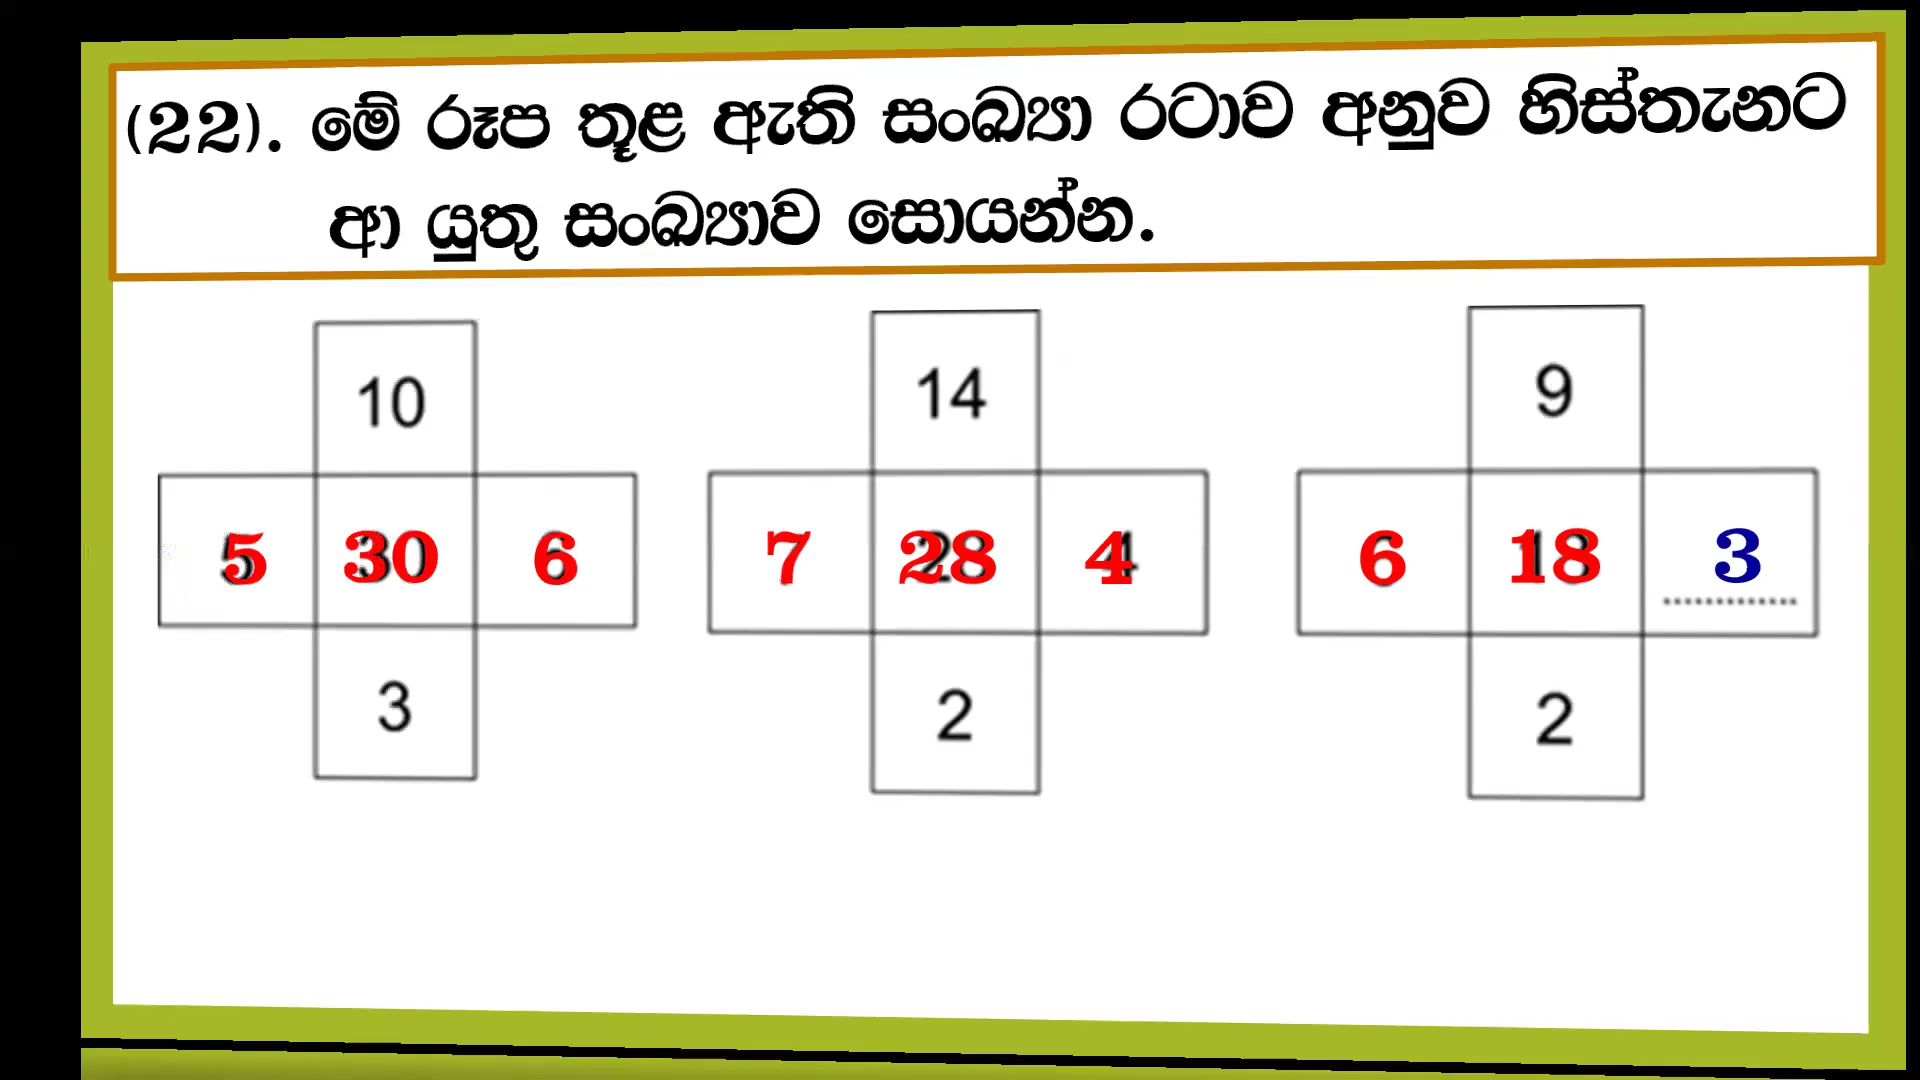 (22). මේ රූප තූළ ඇති සංඛ්‍යා රටාව අනුව හිස්තැනට
ආ යුතු සංඛ්‍යාව සොයන්න.
10 14 9
5 30 6 7 28 4 6 18 3
3 2 2